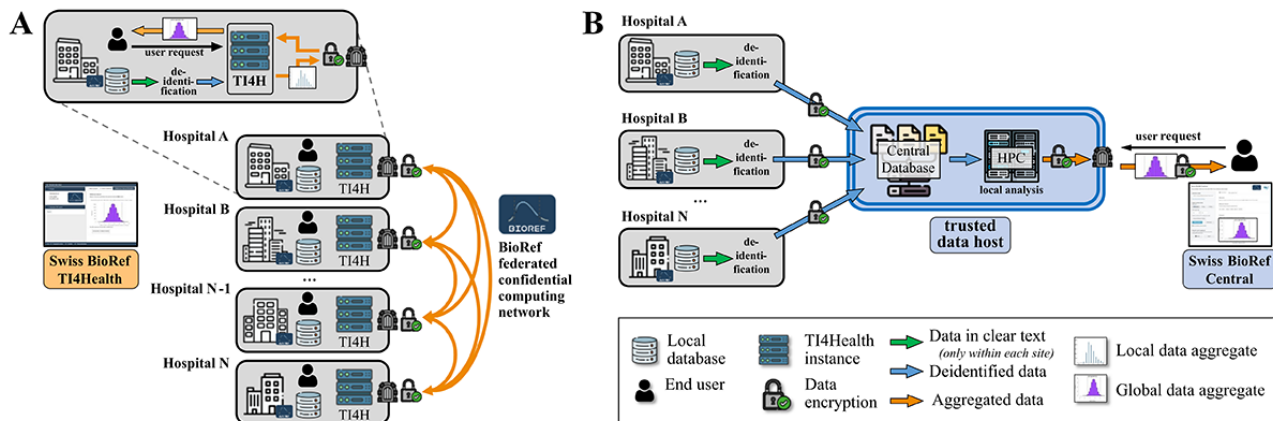 A
user request
TI4H
de-
identi-
fication
Hospital A
TI4H
Hospital B
TI4H
...
Hospital N-1
TI4H
Hospital N
TI4H
Swiss BioRef
TI4Health
BIOREF
BioRef
federated
confidential
computing
network
B
Hospital A
de-
identi-
fication
Hospital B
de-
identi-
fication
...
Hospital N
de-
identi-
fication
Central
Database
HPC
local analysis
trusted
data host
user request
Swiss BioRef
Central
Local
database
End user
TI4Health
instance
Data
encryption
Data in clear text
(only within each site)
Deidentified data
Aggregated data
Local data aggregate
Global data aggregate